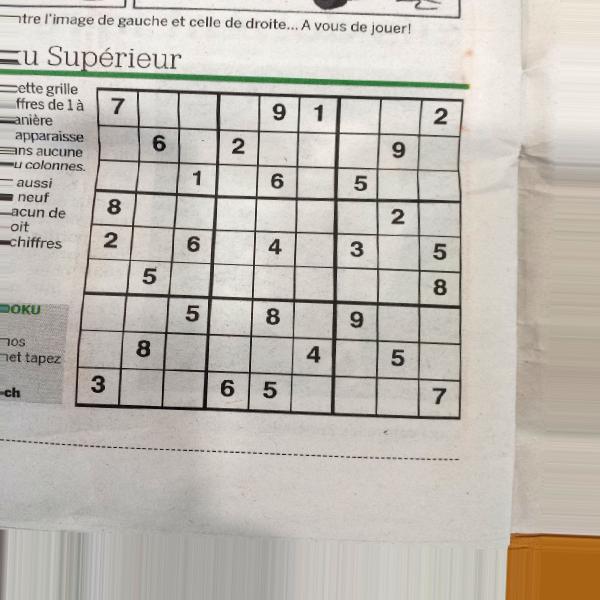 tre l'image de gauche et celle de droite... A vous de jouer!
u Supérieur
ette grille
ffres de 1 à
anière
apparaisse
ans aucune
u colonnes.
aussi
neuf
acun de
oit
chiffres
OKU
nos
et tapez
ch
7 9 1 2
6 2 9
1 6 5
8 2
2 6 4 3 5
5 8
5 8 9
8 4 5
3 6 5 7